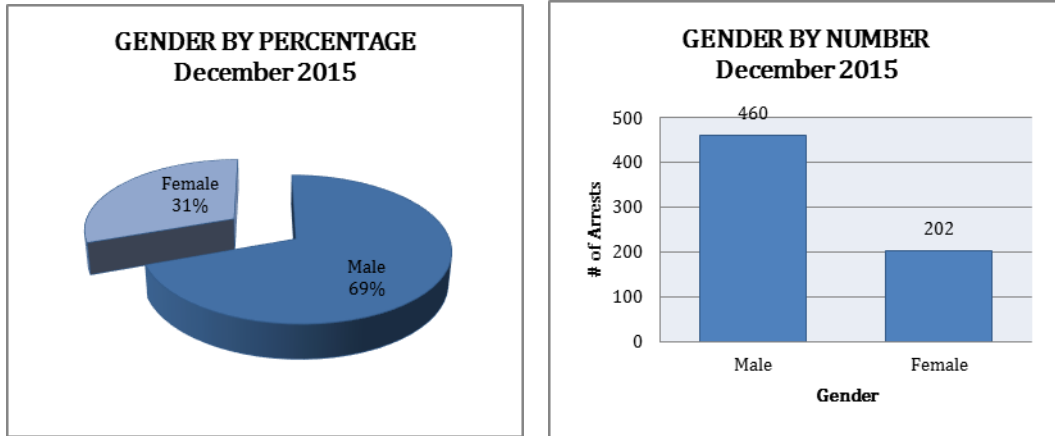 GENDER BY PERCENTAGE
December 2015
Female
31%
Male
69%
GENDER BY NUMBER
December 2015
460
500
400
300
202
200
100
0
# of Arrests
Male
Female
Gender